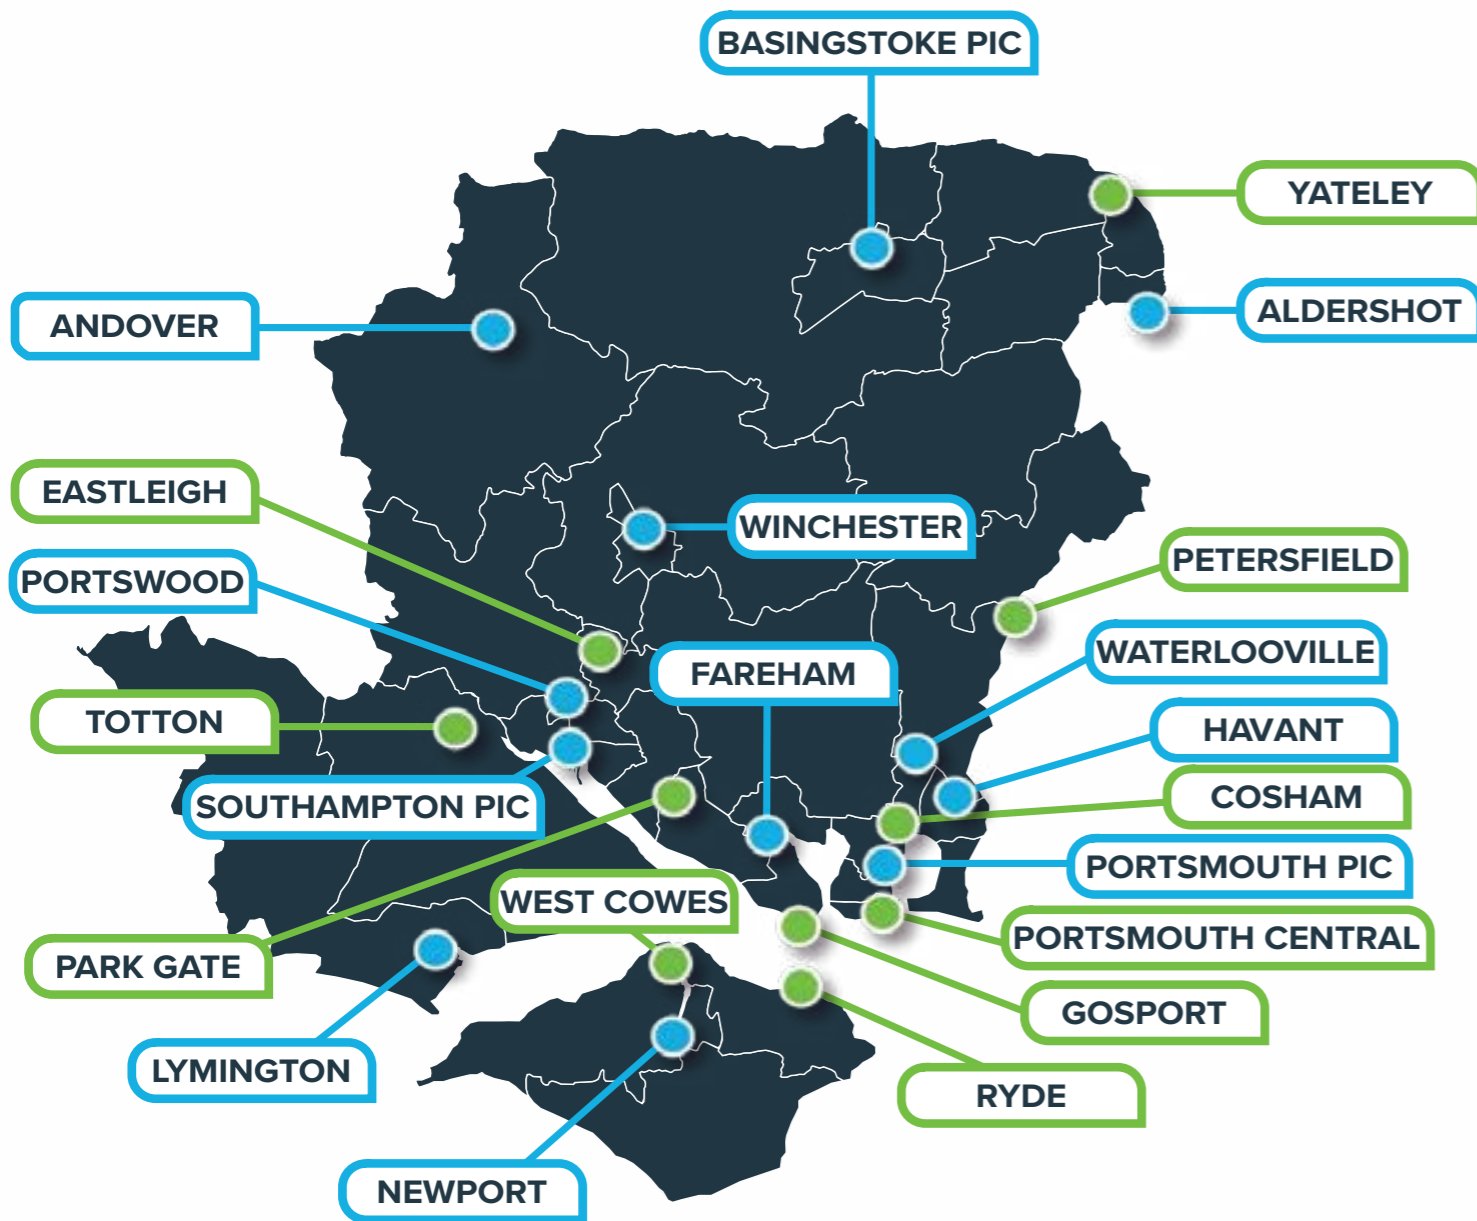 BASINGSTOKE PIC
YATELEY
ANDOVER
ALDERSHOT
EASTLEIGH
WINCHESTER
PETERSFIELD
PORTSWOOD
WATERLOOVILLE
FAREHAM
TOTTON
HAVANT
SOUTHAMPTON PIC
COSHAM
PORTSMOUTH PIC
WEST COWES
PORTSMOUTH CENTRAL
PARK GATE
GOSPORT
LYMINGTON
RYDE
NEWPORT